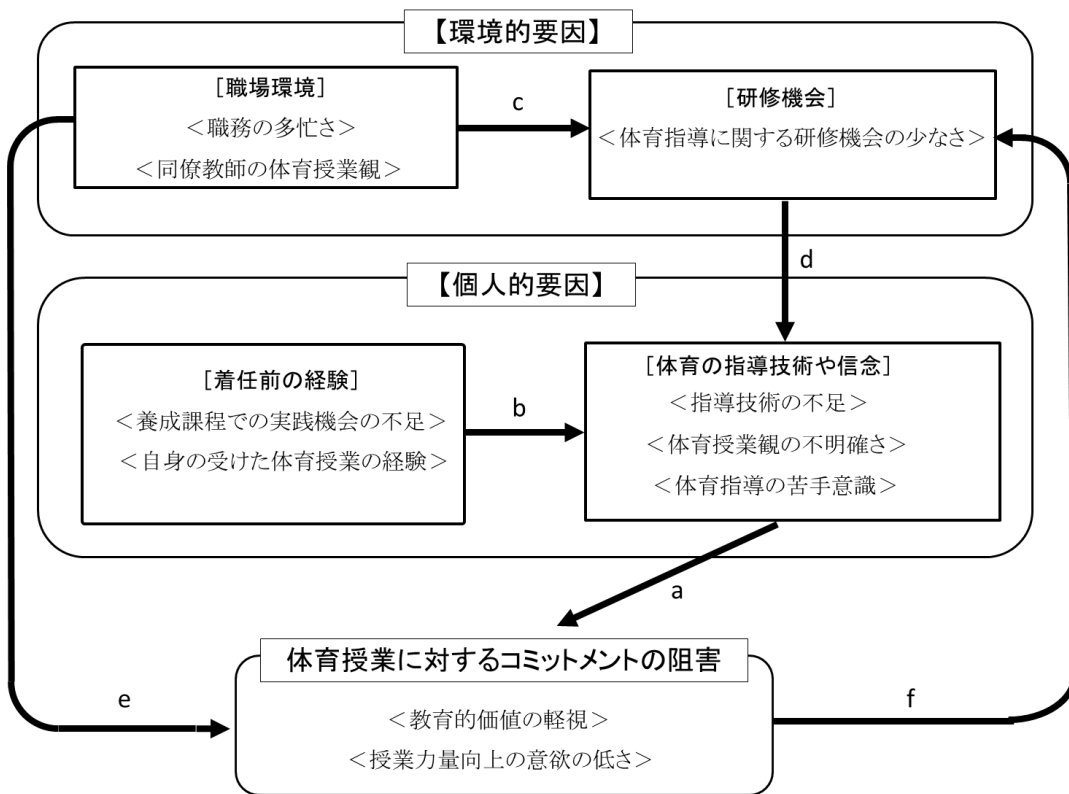 【環境的要因】
[職場環境]
＜職務の多忙さ＞
＜同僚教師の体育授業観＞
c
[研修機会]
＜体育指導に関する研修機会の少なさ＞
d
【個人的要因】
[着任前の経験]
＜養成課程での実践機会の不足＞
＜自身の受けた体育授業の経験＞
b
[体育の指導技術や信念]
＜指導技術の不足＞
＜体育授業観の不明確さ＞
＜体育指導の苦手意識＞
a
体育授業に対するコミットメントの阻害
＜教育的価値の軽視＞
＜授業力量向上の意欲の低さ＞
e
f